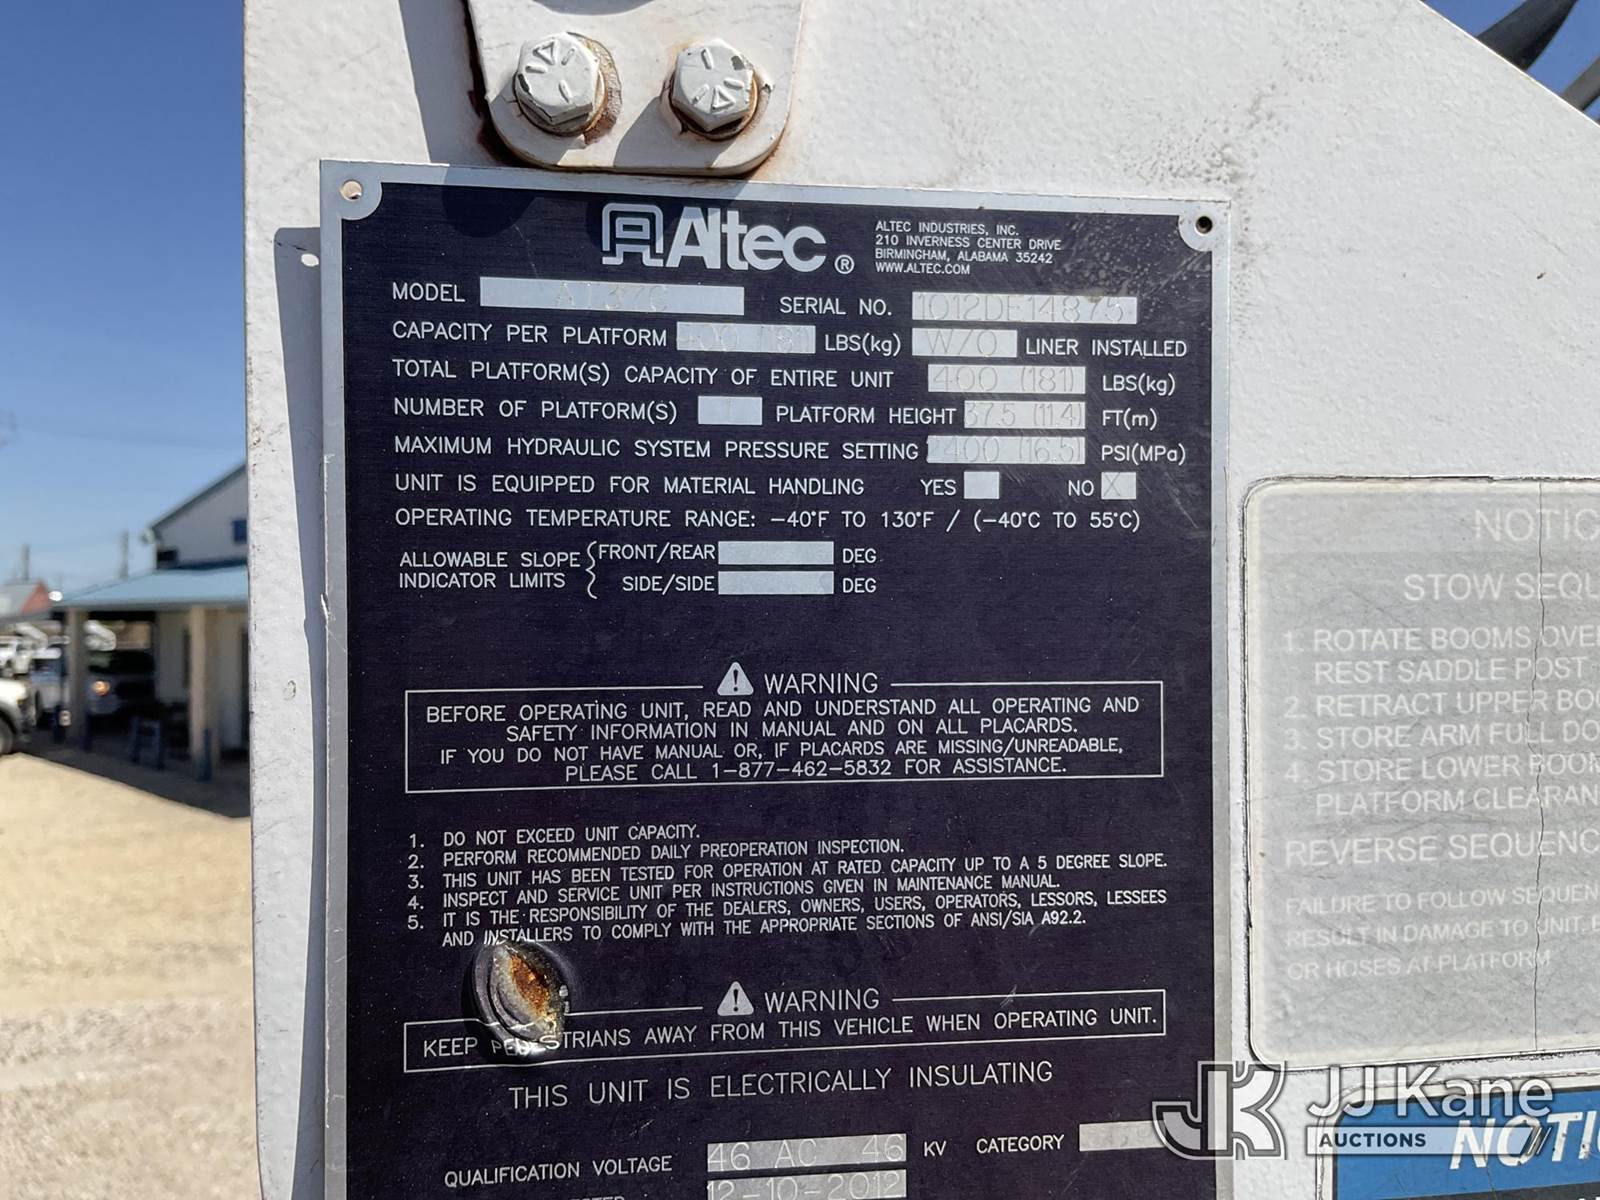 Altec ®
ALTEC INDUSTRIES, INC.
210 INVERNESS CENTER DRIVE
BIRMINGHAM, ALABAMA 35242
WWW.ALTEC.COM
MODEL AT37G SERIAL NO. 1012DF14875
CAPACITY PER PLATFORM 400 (181) LBS(kg) W/O LINER INSTALLED
TOTAL PLATFORM(S) CAPACITY OF ENTIRE UNIT 400 (181) LBS(kg)
NUMBER OF PLATFORM(S) 1 PLATFORM HEIGHT 37.5 (11.4) FT(m)
MAXIMUM HYDRAULIC SYSTEM PRESSURE SETTING 2400 (16.5) PSI(MPa)
UNIT IS EQUIPPED FOR MATERIAL HANDLING YES NO X
OPERATING TEMPERATURE RANGE: -40°F TO 130°F / (-40°C TO 55°C)
ALLOWABLE SLOPE FRONT/REAR DEG
INDICATOR LIMITS SIDE/SIDE DEG
WARNING
BEFORE OPERATING UNIT, READ AND UNDERSTAND ALL OPERATING AND
SAFETY INFORMATION IN MANUAL AND ON ALL PLACARDS.
IF YOU DO NOT HAVE MANUAL OR, IF PLACARDS ARE MISSING/UNREADABLE,
PLEASE CALL 1-877-462-5832 FOR ASSISTANCE.
1. DO NOT EXCEED UNIT CAPACITY.
2. PERFORM RECOMMENDED DAILY PREOPERATION INSPECTION.
3. THIS UNIT HAS BEEN TESTED FOR OPERATION AT RATED CAPACITY UP TO A 5 DEGREE SLOPE.
4. INSPECT AND SERVICE UNIT PER INSTRUCTIONS GIVEN IN MAINTENANCE MANUAL.
5. IT IS THE RESPONSIBILITY OF THE DEALERS, OWNERS, USERS, OPERATORS, LESSORS, LESSEES
AND INSTALLERS TO COMPLY WITH THE APPROPRIATE SECTIONS OF ANSI/SIA A92.2.
WARNING
KEEP PEDESTRIANS AWAY FROM THIS VEHICLE WHEN OPERATING UNIT.
THIS UNIT IS ELECTRICALLY INSULATING
QUALIFICATION VOLTAGE 46 AC 46 KV CATEGORY
12-10-2012
NOTIC
STOW SEQU
1. ROTATE BOOMS OVE
REST SADDLE POST
2. RETRACT UPPER BOO
3. STORE ARM FULL DO
4. STORE LOWER BOOM
PLATFORM CLEARAN
REVERSE SEQUENC
FAILURE TO FOLLOW SEQUEN
RESULT IN DAMAGE TO UNIT, 
OR HOSES AT PLATFORM
NOTI
JK JJ Kane
AUCTIONS